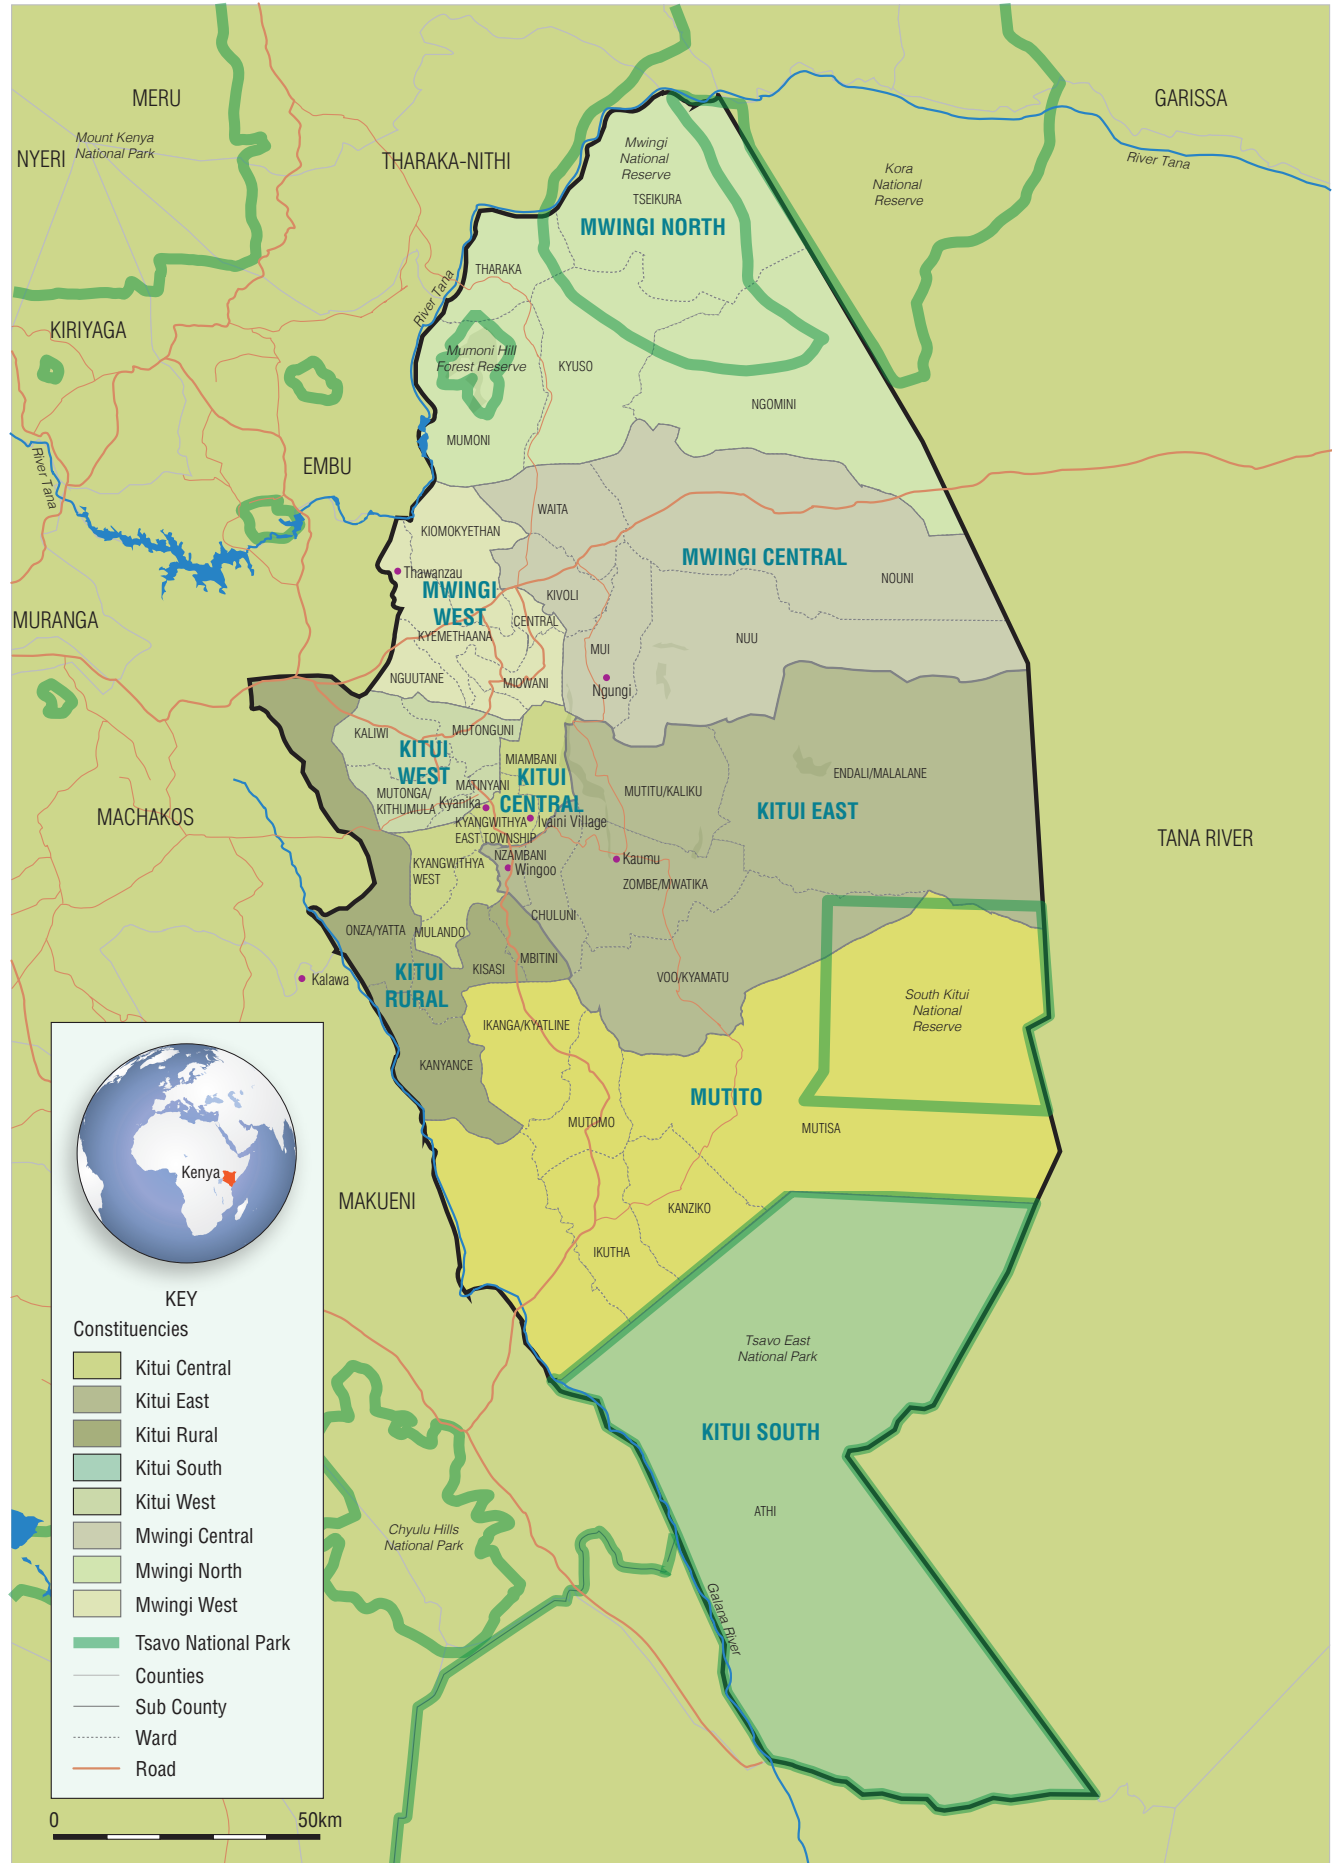 MERU
GARISSA
Mount Kenya
National Park
NYERI
THARAKA-NITHI
Mwingi
National
Reserve
River Tana
Kora
National
Reserve
TSEIKURA
MWINGI NORTH
THARAKA
River Tana
KIRIYAGA
Mumoni Hill
Forest Reserve
KYUSO
NGOMINI
MUMONI
EMBU
River Tana
WAITA
KIOMOKYETHAN
MWINGI CENTRAL
Thawanzau
NOUNI
MWINGI
WEST
KIVOLI
MURANGA
CENTRAL
KYEMETHAANA
NUU
MUI
NGUUTANE
MIOWANI
Ngungi
KALIWI
MUTONGUNI
KITUI
WEST
MIAMBANI
ENDALI/MALALANE
KITUI
CENTRAL
MATINYANI
MUTITU/KALIKU
MUTONGA/
KITHUMULA
Kyanika
KITUI EAST
MACHAKOS
KYANGWITHYA
EAST TOWNSHIP
Ivaini Village
TANA RIVER
NZAMBANI
Kaumu
KYANGWITHYA
WEST
Wingoo
ZOMBE/MWATIKA
CHULUNI
ONZA/YATTA
MULANDO
MBITINI
KISASI
KITUI
RURAL
VOO/KYAMATU
Kalawa
South Kitui
National
Reserve
IKANGA/KYATLINE
KANYANCE
MUTITO
MUTOMO
MUTISA
Kenya
MAKUENI
KANZIKO
IKUTHA
KEY
Constituencies
Kitui Central
Kitui East
Kitui Rural
Kitui South
Kitui West
Mwingi Central
Mwingi North
Mwingi West
Tsavo National Park
Counties
Sub County
Ward
Road
0 50km
Tsavo East
National Park
KITUI SOUTH
ATHI
Chyulu Hills
National Park
Galana River